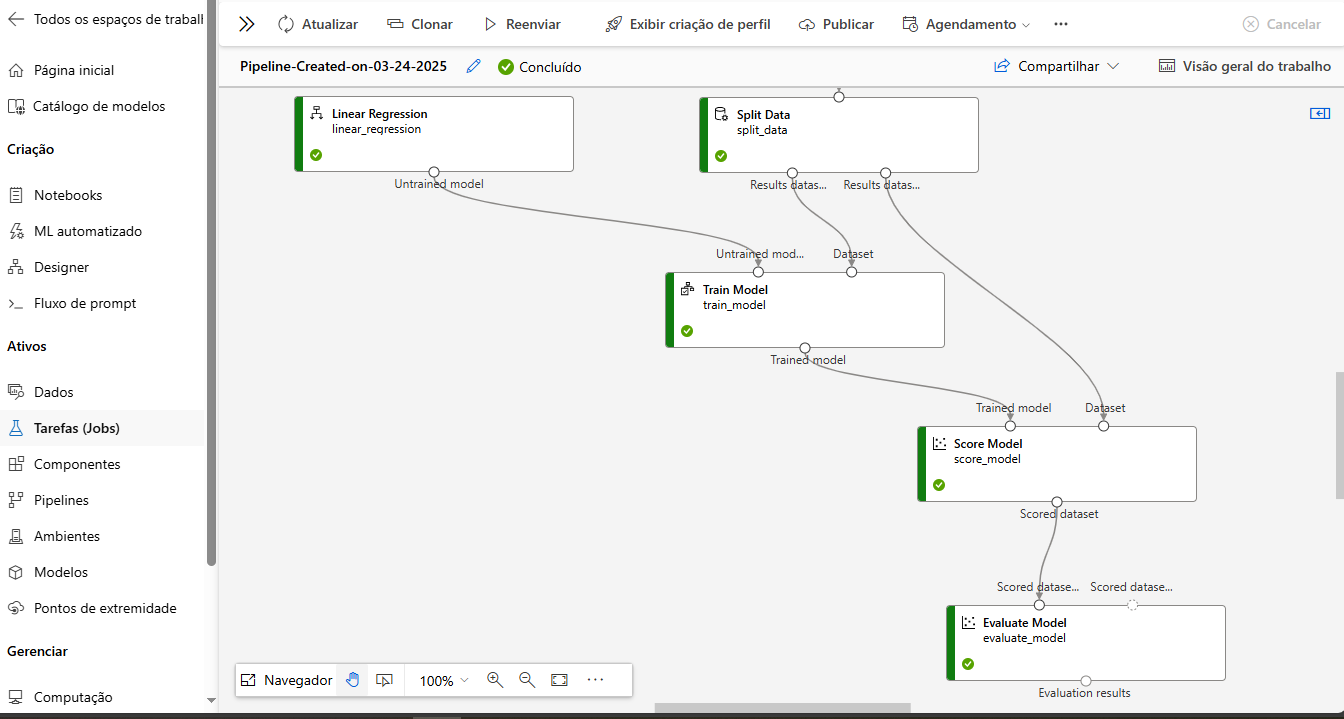 Todos os espaços de trabalh
Página inicial
Catálogo de modelos
Criação
Notebooks
ML automatizado
Designer
Fluxo de prompt
Ativos
Dados
Tarefas (Jobs)
Componentes
Pipelines
Ambientes
Modelos
Pontos de extremidade
Gerenciar
Computação
Atualizar Clonar Reenviar Exibir criação de perfil Publicar Agendamento ... Cancelar
Pipeline-Created-on-03-24-2025 Concluído Compartilhar Visão geral do trabalho
Linear Regression
linear_regression
Untrained model
Split Data
split_data
Results datas... Results datas...
Untrained mod... Dataset
Train Model
train_model
Trained model
Trained model Dataset
Score Model
score_model
Scored dataset
Scored datase... Scored datase...
Evaluate Model
evaluate_model
Evaluation results
Navegador 100% ...